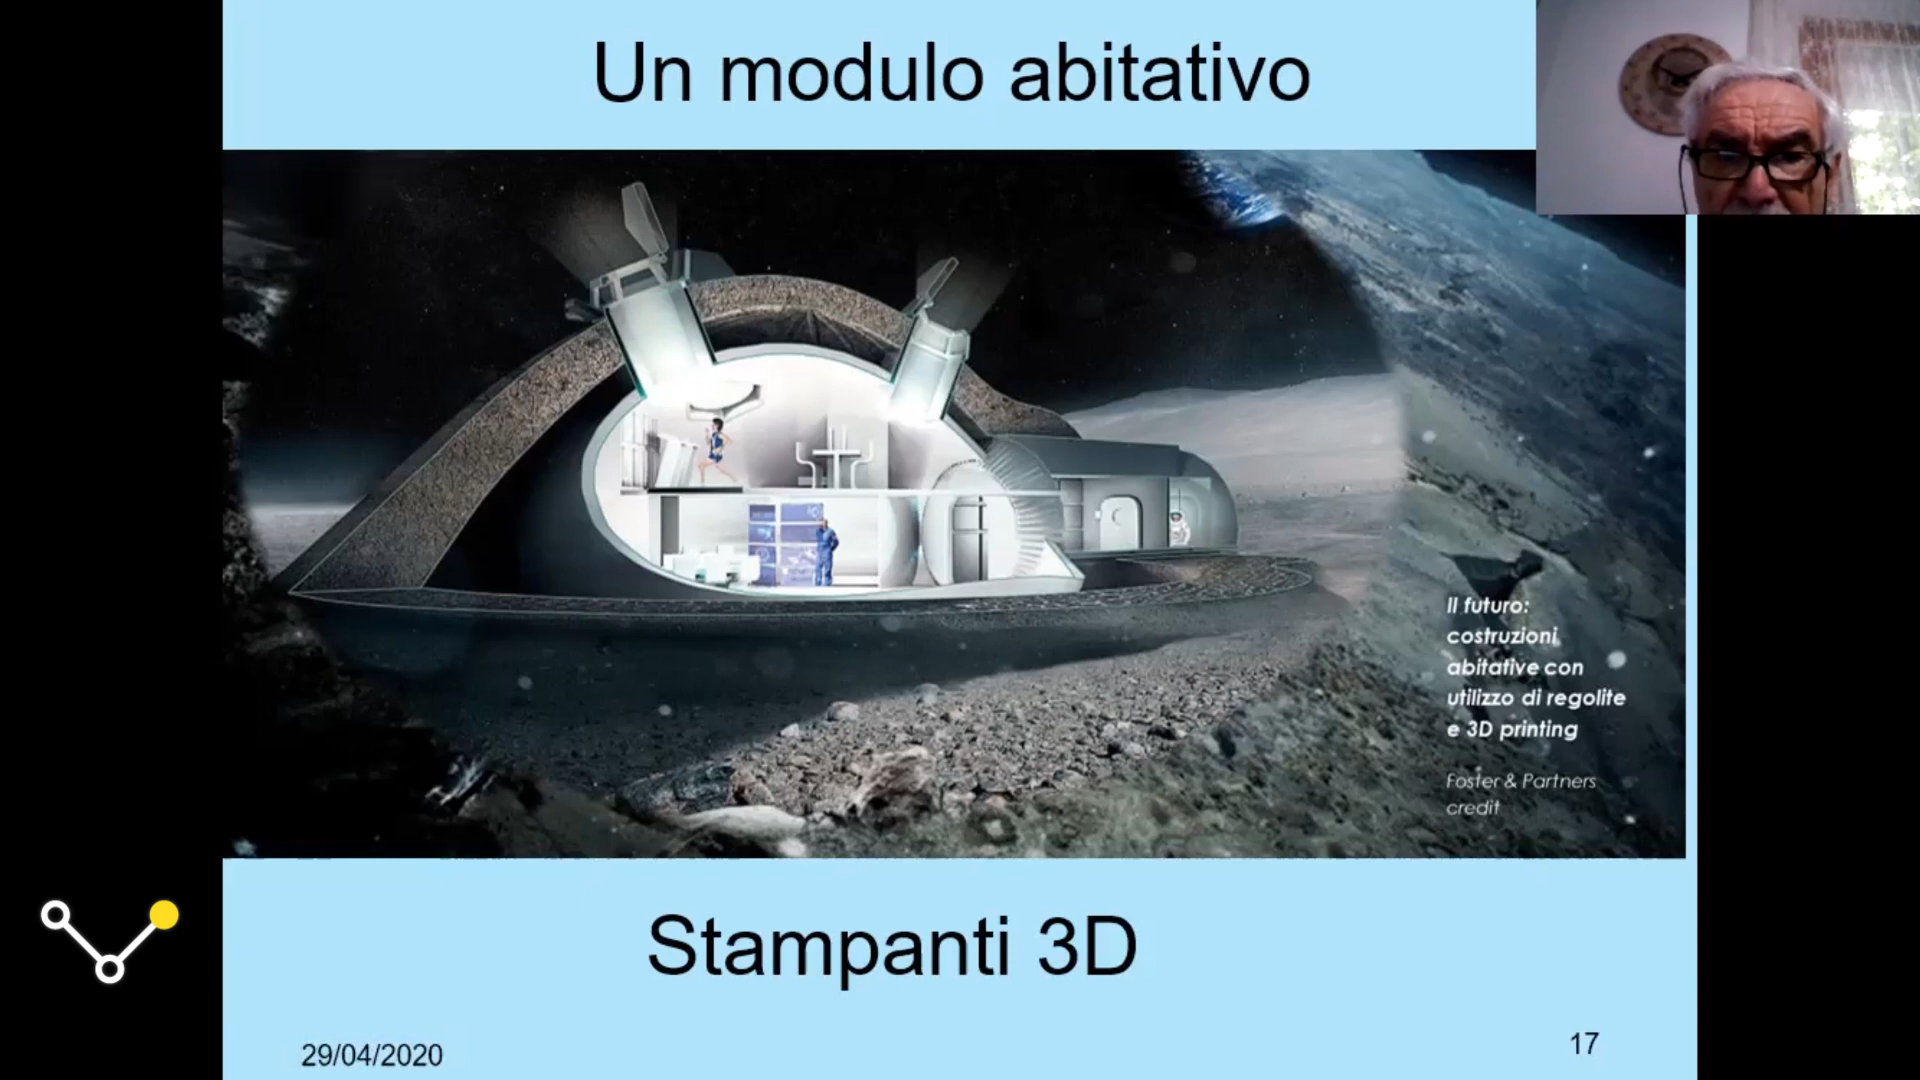 Un modulo abitativo
Il futuro:
costruzioni
abitative con
utilizzo di regolite
e 3D printing
Foster & Partners
credit
Stampanti 3D
29/04/2020
17